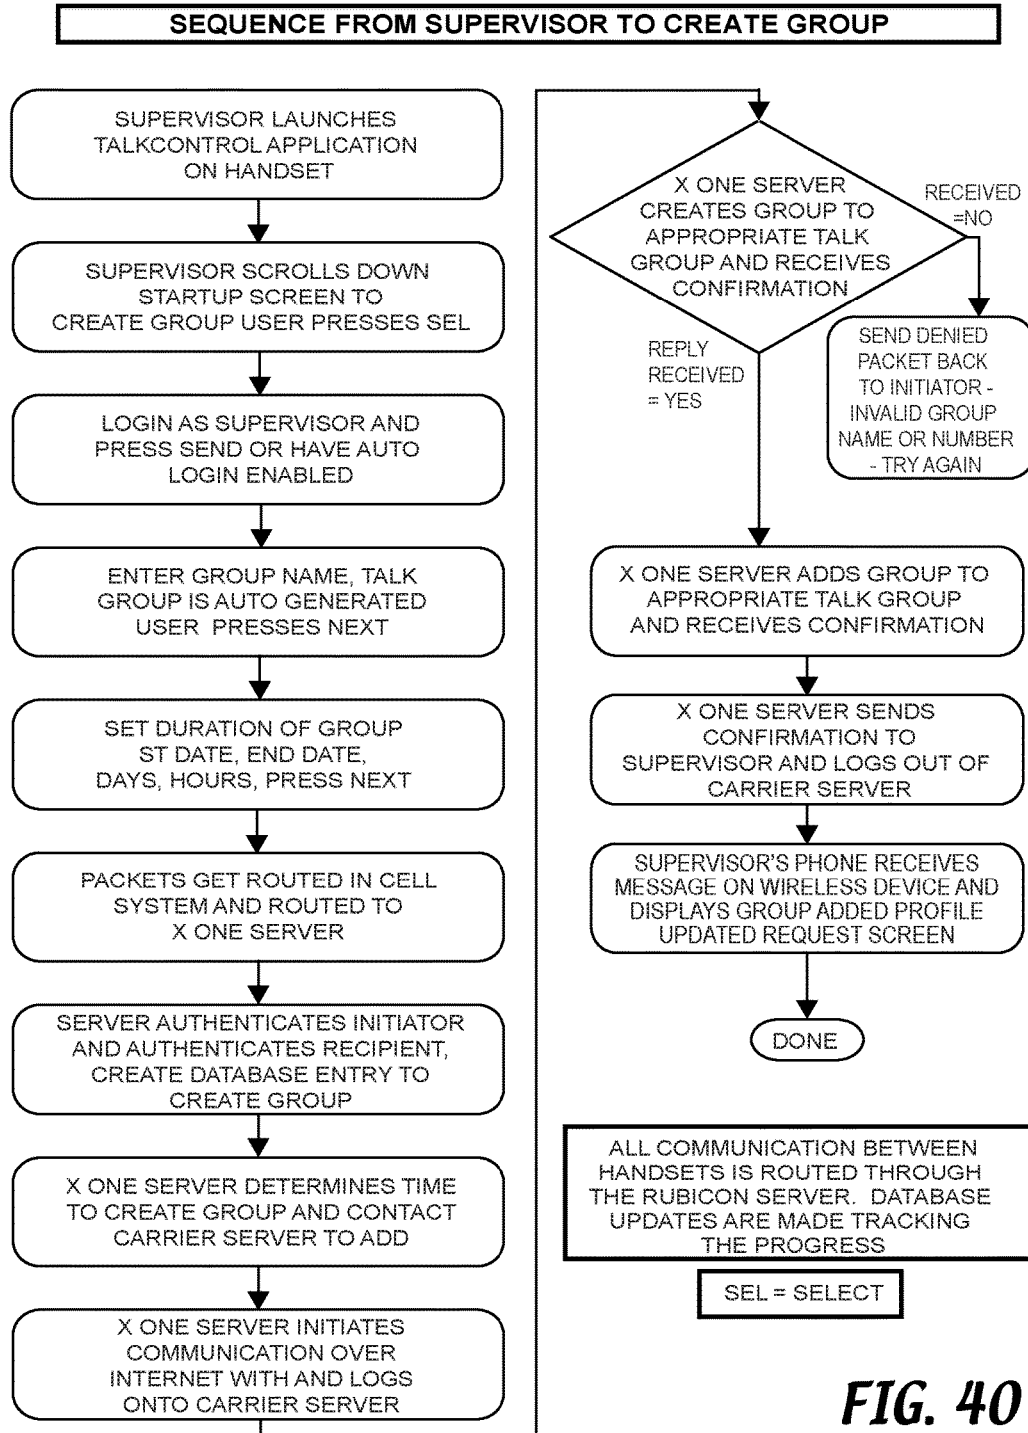 SEQUENCE FROM SUPERVISOR TO CREATE GROUP
SUPERVISOR LAUNCHES
TALKCONTROL APPLICATION
ON HANDSET
SUPERVISOR SCROLLS DOWN
STARTUP SCREEN TO
CREATE GROUP USER PRESSES SEL
LOGIN AS SUPERVISOR AND
PRESS SEND OR HAVE AUTO
LOGIN ENABLED
ENTER GROUP NAME, TALK
GROUP IS AUTO GENERATED
USER PRESSES NEXT
SET DURATION OF GROUP
ST DATE, END DATE,
DAYS, HOURS, PRESS NEXT
PACKETS GET ROUTED IN CELL
SYSTEM AND ROUTED TO
X ONE SERVER
SERVER AUTHENTICATES INITIATOR
AND AUTHENTICATES RECIPIENT,
CREATE DATABASE ENTRY TO
CREATE GROUP
X ONE SERVER DETERMINES TIME
TO CREATE GROUP AND CONTACT
CARRIER SERVER TO ADD
X ONE SERVER INITIATES
COMMUNICATION OVER
INTERNET WITH AND LOGS
ONTO CARRIER SERVER
X ONE SERVER
CREATES GROUP TO
APPROPRIATE TALK
GROUP AND RECEIVES
CONFIRMATION
RECEIVED
=NO
SEND DENIED
PACKET BACK
TO INITIATOR -
INVALID GROUP
NAME OR NUMBER
- TRY AGAIN
REPLY
RECEIVED
= YES
X ONE SERVER ADDS GROUP TO
APPROPRIATE TALK GROUP
AND RECEIVES CONFIRMATION
X ONE SERVER SENDS
CONFIRMATION TO
SUPERVISOR AND LOGS OUT OF
CARRIER SERVER
SUPERVISOR'S PHONE RECEIVES
MESSAGE ON WIRELESS DEVICE AND
DISPLAYS GROUP ADDED PROFILE
UPDATED REQUEST SCREEN
DONE
ALL COMMUNICATION BETWEEN
HANDSETS IS ROUTED THROUGH
THE RUBICON SERVER. DATABASE
UPDATES ARE MADE TRACKING
THE PROGRESS
SEL = SELECT
FIG. 40